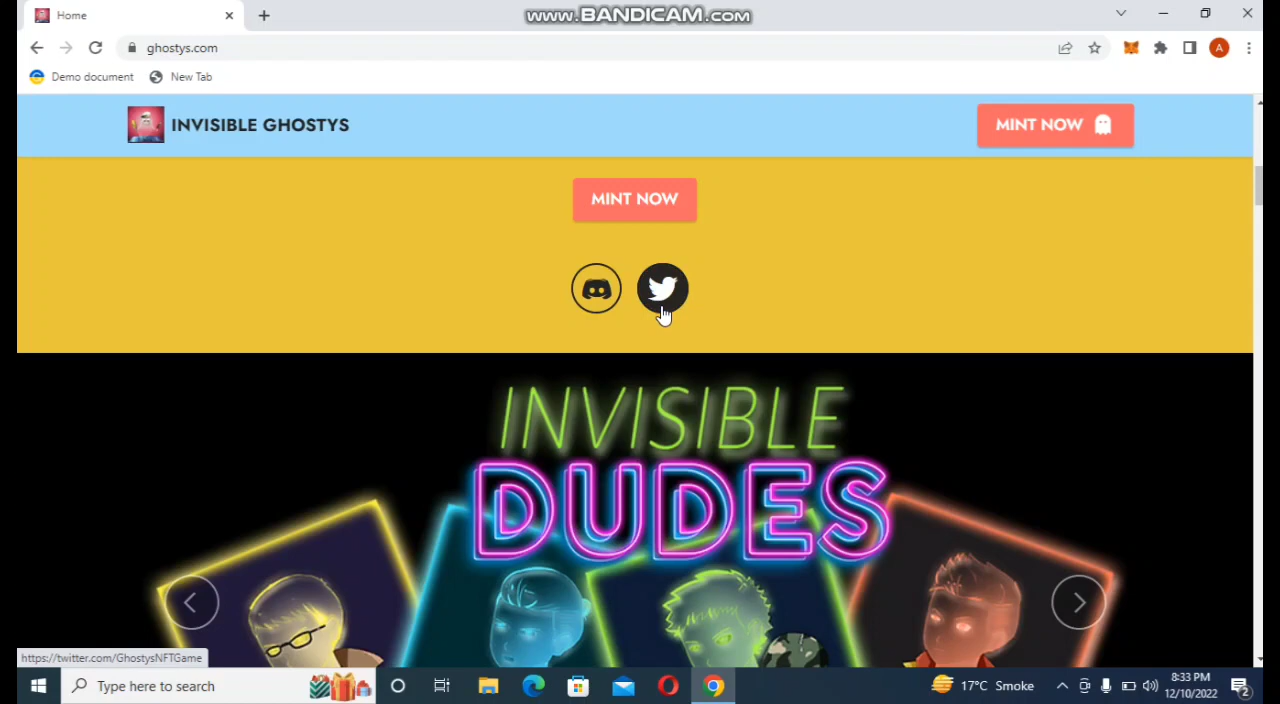 Home
www.BANDICAM.com
ghostys.com
A
Demo document
New Tab
INVISIBLE GHOSTYS
MINT NOW
MINT NOW
INVISIBLE
DUDES
https://twitter.com/GhostysNFTGame
Type here to search
17°C Smoke
8:33 PM
12/10/2022
2